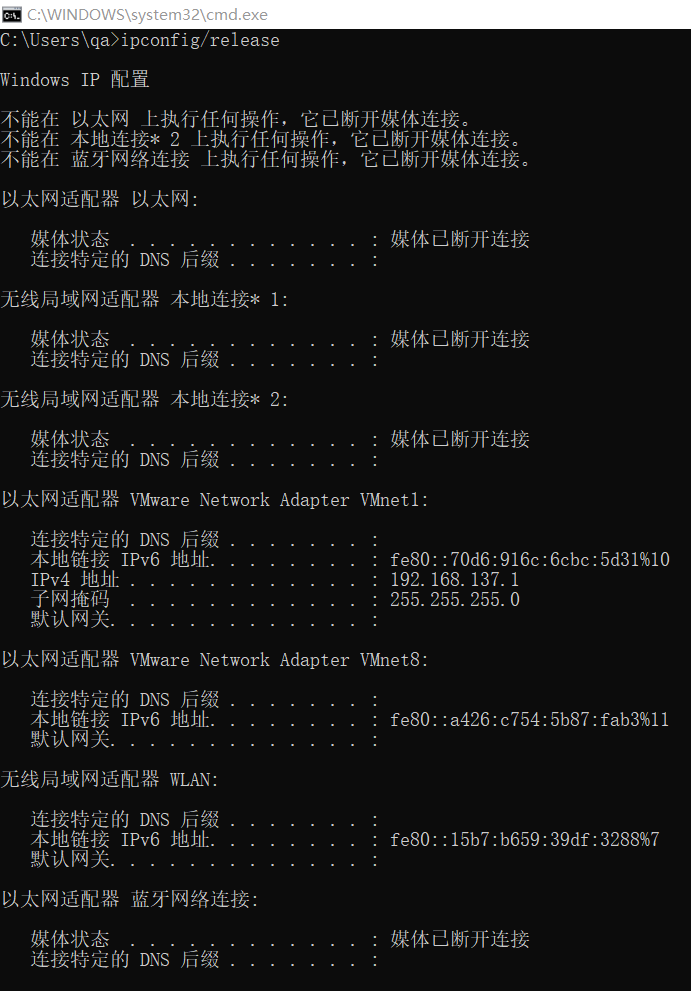 C:\WINDOWS\system32\cmd.exe
C:\Users\qa>ipconfig/release
Windows IP 配置
不能在 以太网 上执行任何操作，它已断开媒体连接。
不能在 本地连接* 2 上执行任何操作，它已断开媒体连接。
不能在 蓝牙网络连接 上执行任何操作，它已断开媒体连接。
以太网适配器 以太网:
媒体状态  . . . . . . . . . . . . : 媒体已断开连接
连接特定的 DNS 后缀 . . . . . . . :
无线局域网适配器 本地连接* 1:
媒体状态  . . . . . . . . . . . . : 媒体已断开连接
连接特定的 DNS 后缀 . . . . . . . :
无线局域网适配器 本地连接* 2:
媒体状态  . . . . . . . . . . . . : 媒体已断开连接
连接特定的 DNS 后缀 . . . . . . . :
以太网适配器 VMware Network Adapter VMnet1:
连接特定的 DNS 后缀 . . . . . . . :
本地链接 IPv6 地址. . . . . . . . : fe80::70d6:916c:6cbc:5d31%10
IPv4 地址 . . . . . . . . . . . . : 192.168.137.1
子网掩码  . . . . . . . . . . . . : 255.255.255.0
默认网关. . . . . . . . . . . . . :
以太网适配器 VMware Network Adapter VMnet8:
连接特定的 DNS 后缀 . . . . . . . :
本地链接 IPv6 地址. . . . . . . . : fe80::a426:c754:5b87:fab3%11
默认网关. . . . . . . . . . . . . :
无线局域网适配器 WLAN:
连接特定的 DNS 后缀 . . . . . . . :
本地链接 IPv6 地址. . . . . . . . : fe80::15b7:b659:39df:3288%7
默认网关. . . . . . . . . . . . . :
以太网适配器 蓝牙网络连接:
媒体状态  . . . . . . . . . . . . : 媒体已断开连接
连接特定的 DNS 后缀 . . . . . . . :